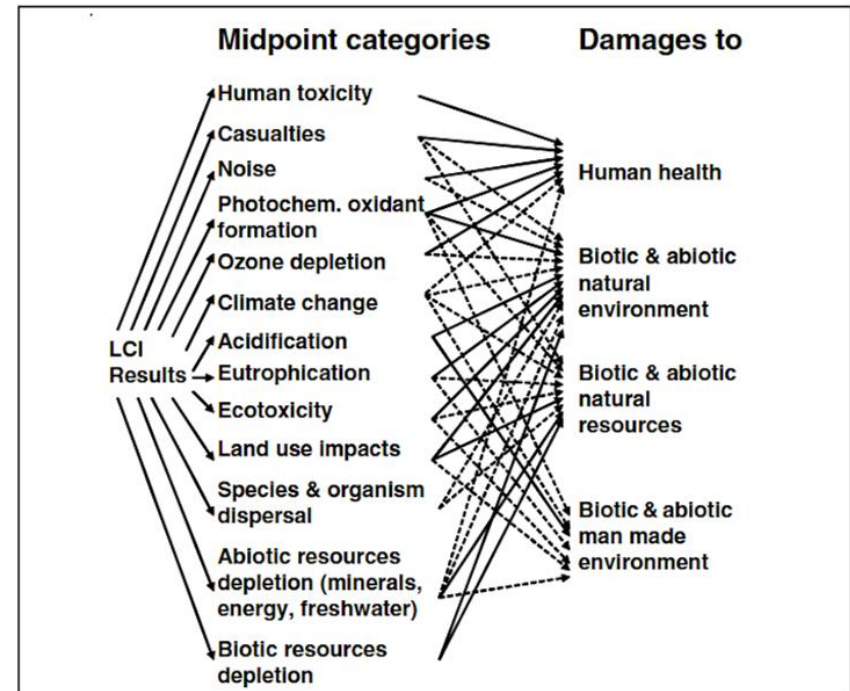 Midpoint categories
Damages to
Human toxicity
Casualties
Noise
Photochem. oxidant
formation
Ozone depletion
Climate change
Acidification
Eutrophication
Ecotoxicity
Land use impacts
Species & organism
dispersal
Abiotic resources
depletion (minerals,
energy, freshwater)
Biotic resources
depletion
LCI
Results
Human health
Biotic & abiotic
natural
environment
Biotic & abiotic
natural
resources
Biotic & abiotic
man made
environment